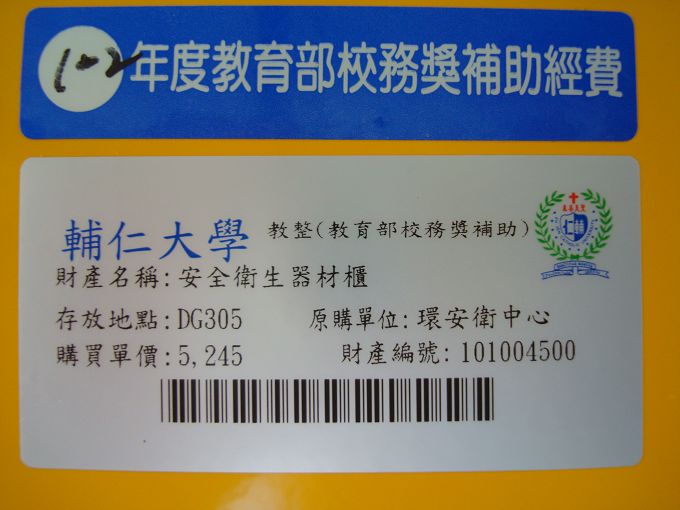 102年度教育部校務獎補助經費
輔仁大學 教整(教育部校務獎補助)
財產名稱:安全衛生器材櫃
存放地點:DG305 原購單位:環安衛中心
購買單價:5,245 財產編號:101004500
仁輔